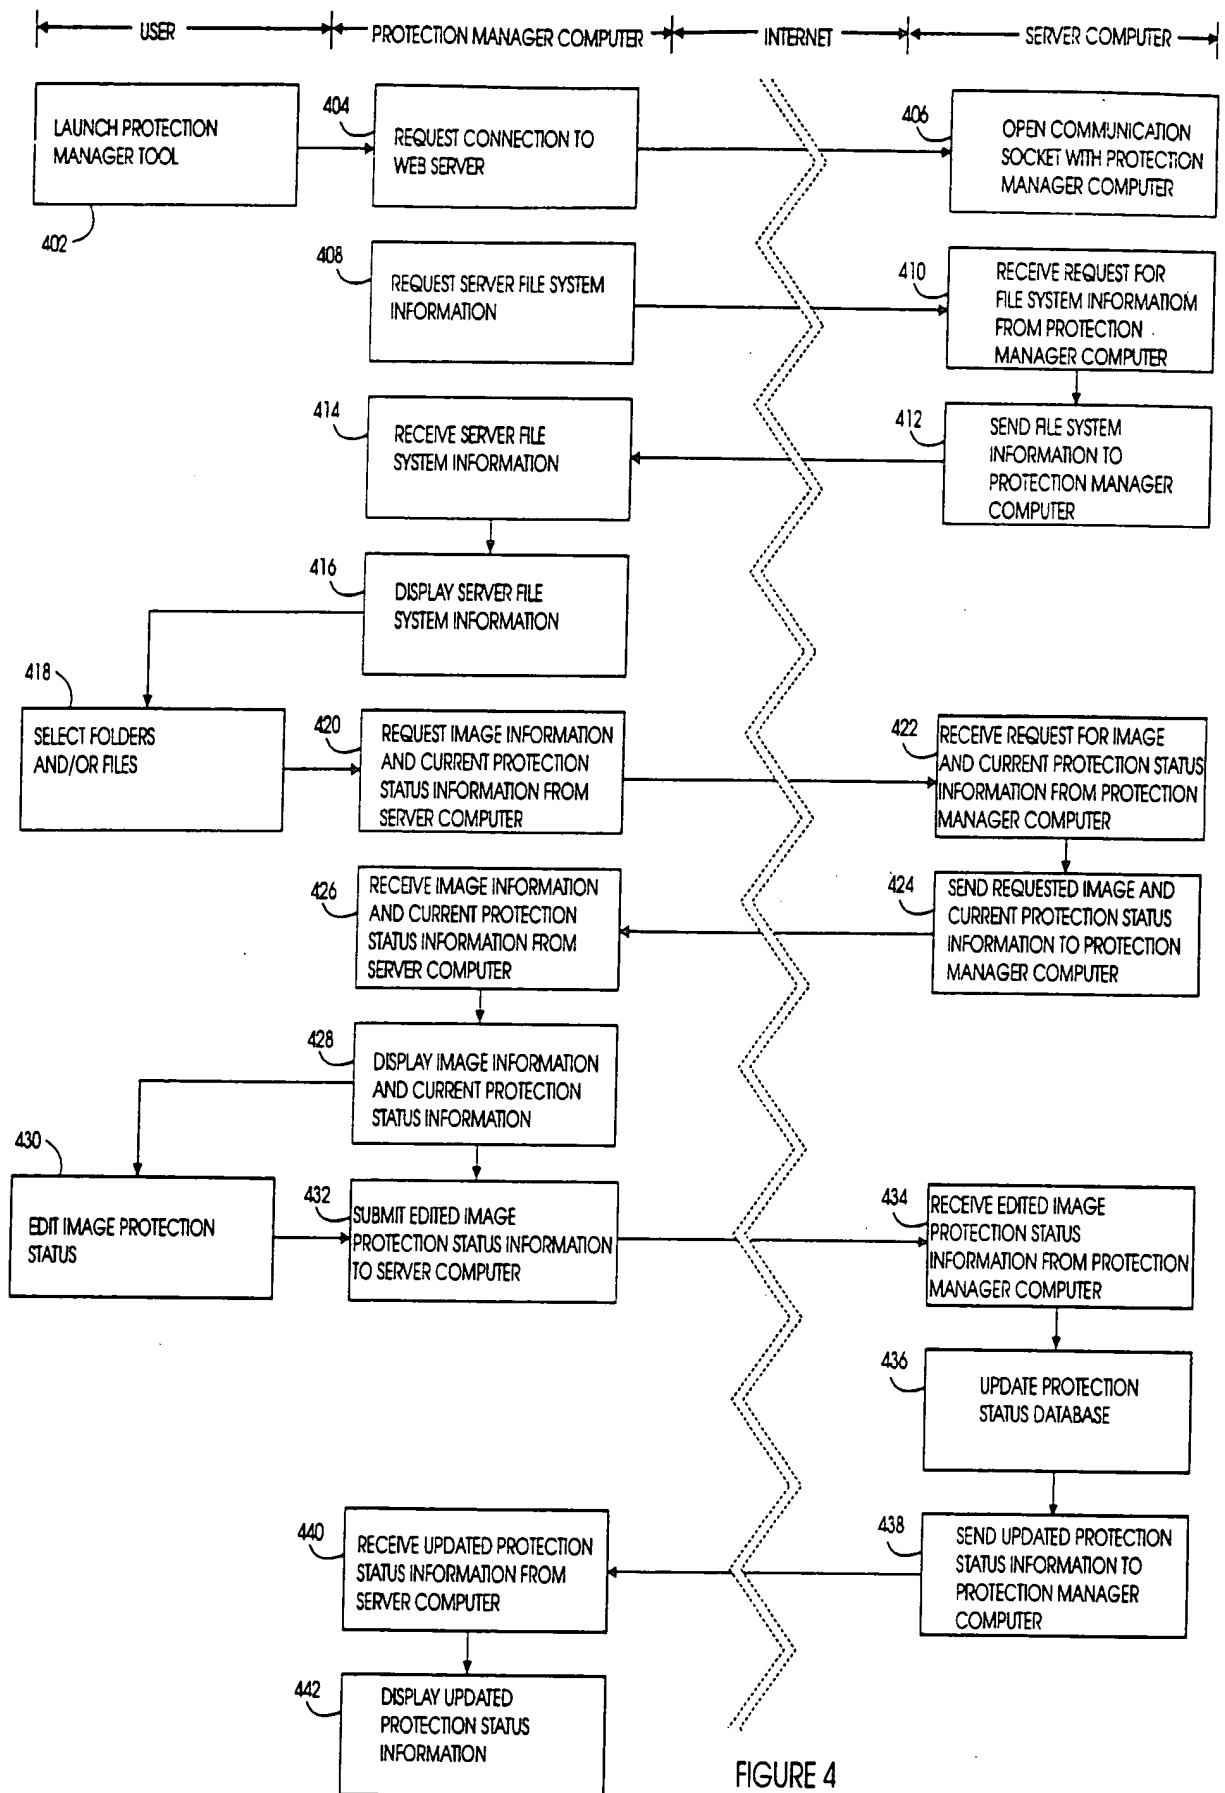 USER PROTECTION MANAGER COMPUTER INTERNET SERVER COMPUTER
LAUNCH PROTECTION
MANAGER TOOL
402
404
REQUEST CONNECTION TO
WEB SERVER
406
OPEN COMMUNICATION
SOCKET WITH PROTECTION
MANAGER COMPUTER
408
REQUEST SERVER FILE SYSTEM
INFORMATION
410
RECEIVE REQUEST FOR
FILE SYSTEM INFORMATIOM
FROM PROTECTION
MANAGER COMPUTER
414
RECEIVE SERVER FILE
SYSTEM INFORMATION
412
SEND FILE SYSTEM
INFORMATION TO
PROTECTION MANAGER
COMPUTER
416
DISPLAY SERVER FILE
SYSTEM INFORMATION
418
SELECT FOLDERS
AND/OR FILES
420
REQUEST IMAGE INFORMATION
AND CURRENT PROTECTION
STATUS INFORMATION FROM
SERVER COMPUTER
422
RECEIVE REQUEST FOR IMAGE
AND CURRENT PROTECTION STATUS
INFORMATION FROM PROTECTION
MANAGER COMPUTER
426
RECEIVE IMAGE INFORMATION
AND CURRENT PROTECTION
STATUS INFORMATION FROM
SERVER COMPUTER
424
SEND REQUESTED IMAGE AND
CURRENT PROTECTION STATUS
INFORMATION TO PROTECTION
MANAGER COMPUTER
428
DISPLAY IMAGE INFORMATION
AND CURRENT PROTECTION
STATUS INFORMATION
430
EDIT IMAGE PROTECTION
STATUS
432
SUBMIT EDITED IMAGE
PROTECTION STATUS INFORMATION
TO SERVER COMPUTER
434
RECEIVE EDITED IMAGE
PROTECTION STATUS
INFORMATION FROM PROTECTION
MANAGER COMPUTER
436
UPDATE PROTECTION
STATUS DATABASE
440
RECEIVE UPDATED PROTECTION
STATUS INFORMATION FROM
SERVER COMPUTER
438
SEND UPDATED PROTECTION
STATUS INFORMATION TO
PROTECTION MANAGER
COMPUTER
442
DISPLAY UPDATED
PROTECTION STATUS
INFORMATION
FIGURE 4